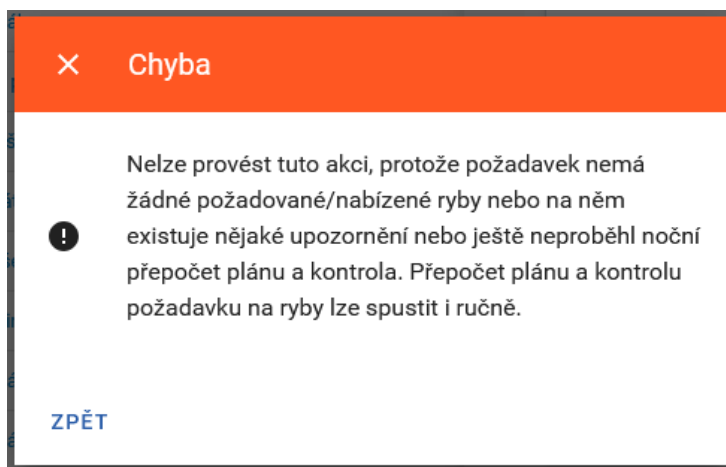 Chyba
Nelze provést tuto akci, protože požadavek nemá
žádné požadované/nabízené ryby nebo na něm
existuje nějaké upozornění nebo ještě neproběhl noční
přepočet plánu a kontrola. Přepočet plánu a kontrolu
požadavku na ryby lze spustit i ručně.
ZPĚT